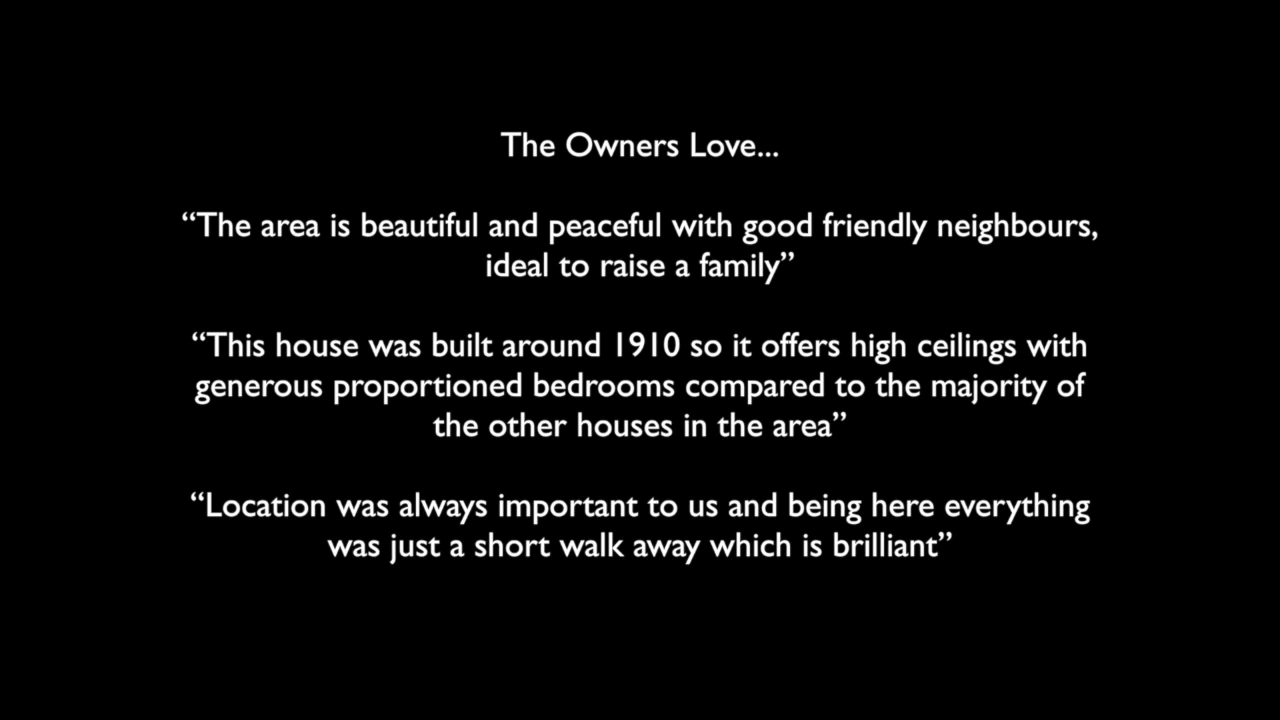 The Owners Love...
“The area is beautiful and peaceful with good friendly neighbours,
ideal to raise a family”
“This house was built around 1910 so it offers high ceilings with
generous proportioned bedrooms compared to the majority of
the other houses in the area”
“Location was always important to us and being here everything
was just a short walk away which is brilliant”